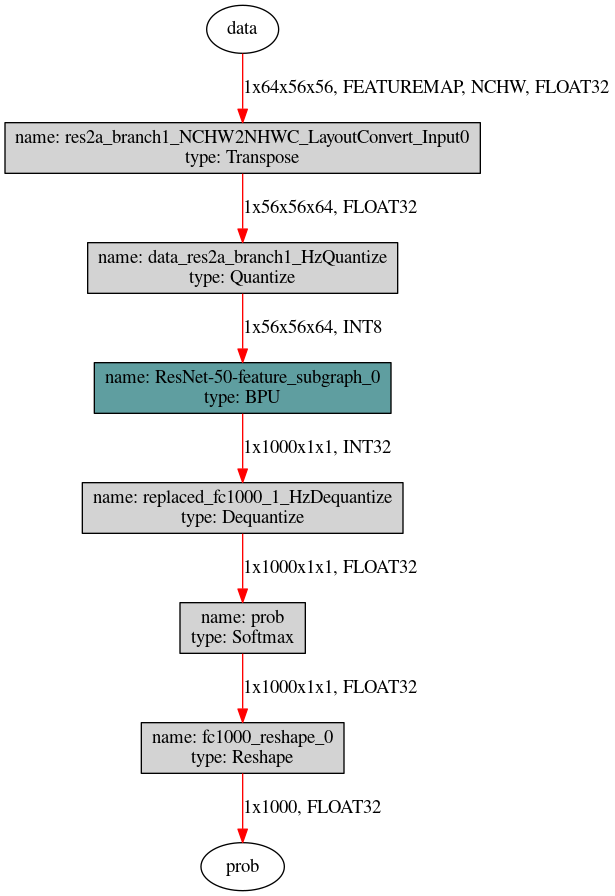 data
1x64x56x56, FEATUREMAP, NCHW, FLOAT32
name: res2a_branch1_NCHW2NHWC_LayoutConvert_Input0
type: Transpose
1x56x56x64, FLOAT32
name: data_res2a_branch1_HzQuantize
type: Quantize
1x56x56x64, INT8
name: ResNet-50-feature_subgraph_0
type: BPU
1x1000x1x1, INT32
name: replaced_fc1000_1_HzDequantize
type: Dequantize
1x1000x1x1, FLOAT32
name: prob
type: Softmax
1x1000x1x1, FLOAT32
name: fc1000_reshape_0
type: Reshape
1x1000, FLOAT32
prob